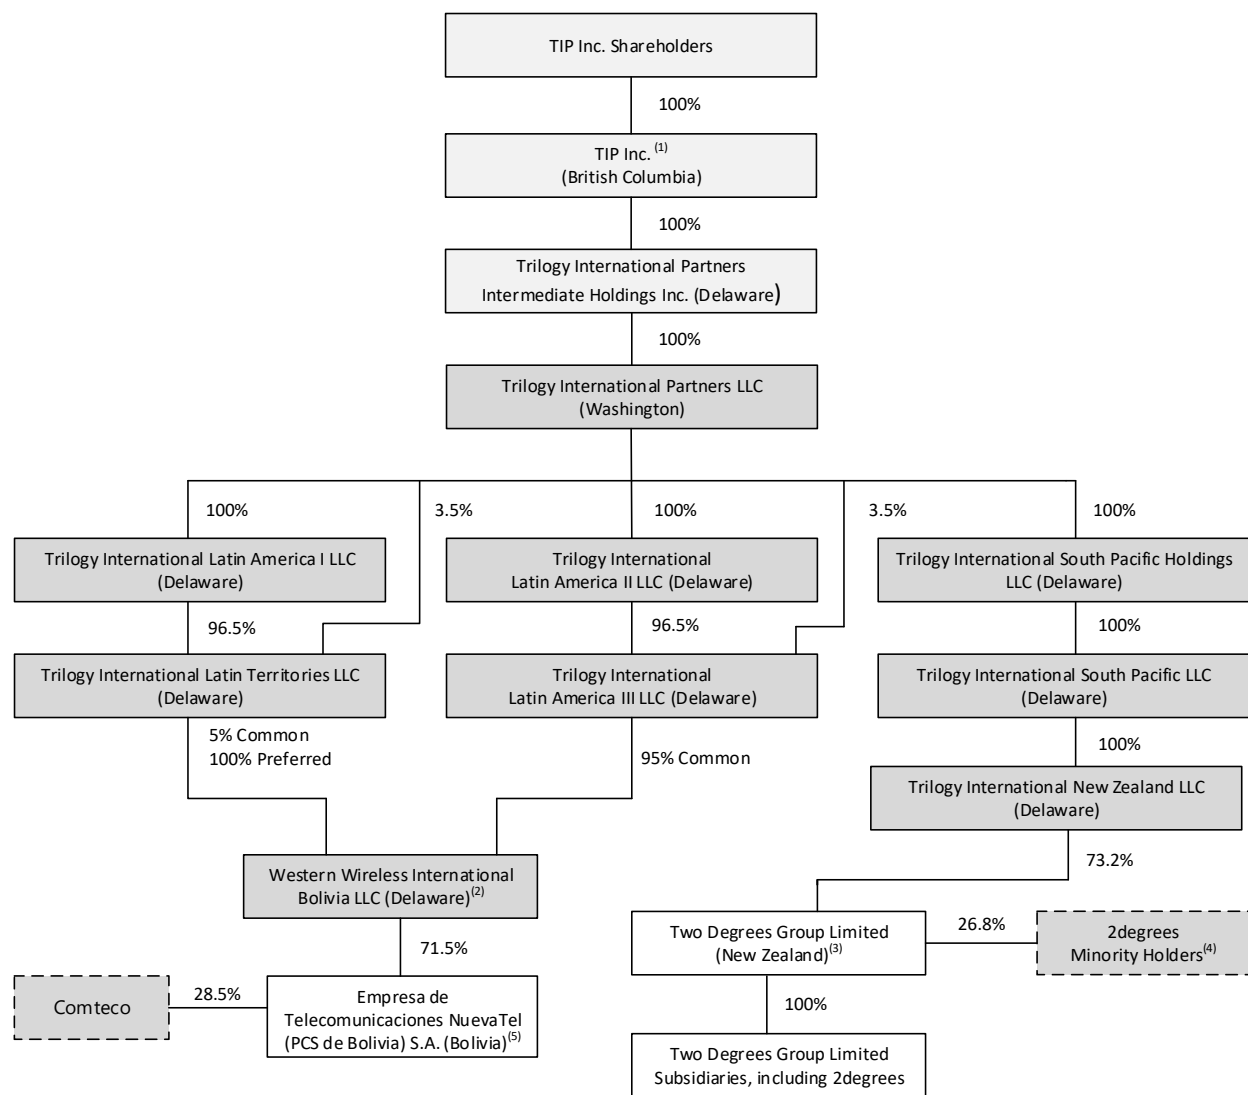 TIP Inc. Shareholders
100%
TIP Inc. (1)
(British Columbia)
100%
Trilogy International Partners
Intermediate Holdings Inc. (Delaware)
100%
Trilogy International Partners LLC
(Washington)
100%
3.5%
100%
3.5%
100%
Trilogy International Latin America I LLC
(Delaware)
Trilogy International
Latin America II LLC (Delaware)
Trilogy International South Pacific Holdings
LLC (Delaware)
96.5%
96.5%
100%
Trilogy International Latin Territories LLC
(Delaware)
Trilogy International
Latin America III LLC (Delaware)
Trilogy International South Pacific LLC
(Delaware)
5% Common
100% Preferred
95% Common
100%
Trilogy International New Zealand LLC
(Delaware)
73.2%
Western Wireless International
Bolivia LLC (Delaware)(2)
71.5%
Two Degrees Group Limited
(New Zealand)(3)
26.8%
2degrees
Minority Holders(4)
Comteco
28.5%
Empresa de
Telecomunicaciones NuevaTel
(PCS de Bolivia) S.A. (Bolivia)(5)
100%
Two Degrees Group Limited
Subsidiaries, including 2degrees